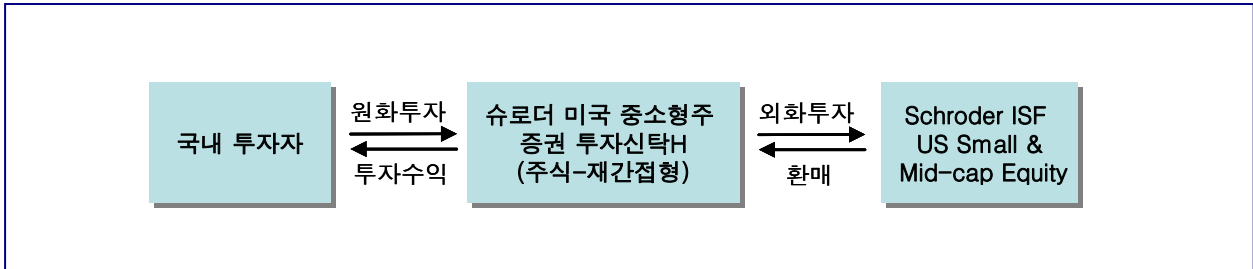 국내 투자자
원화투자
투자수익
슈로더 미국 중소형주
증권 투자신탁H
(주식-재간접형)
외화투자
환매
Schroder ISF
US Small &
Mid-cap Equity